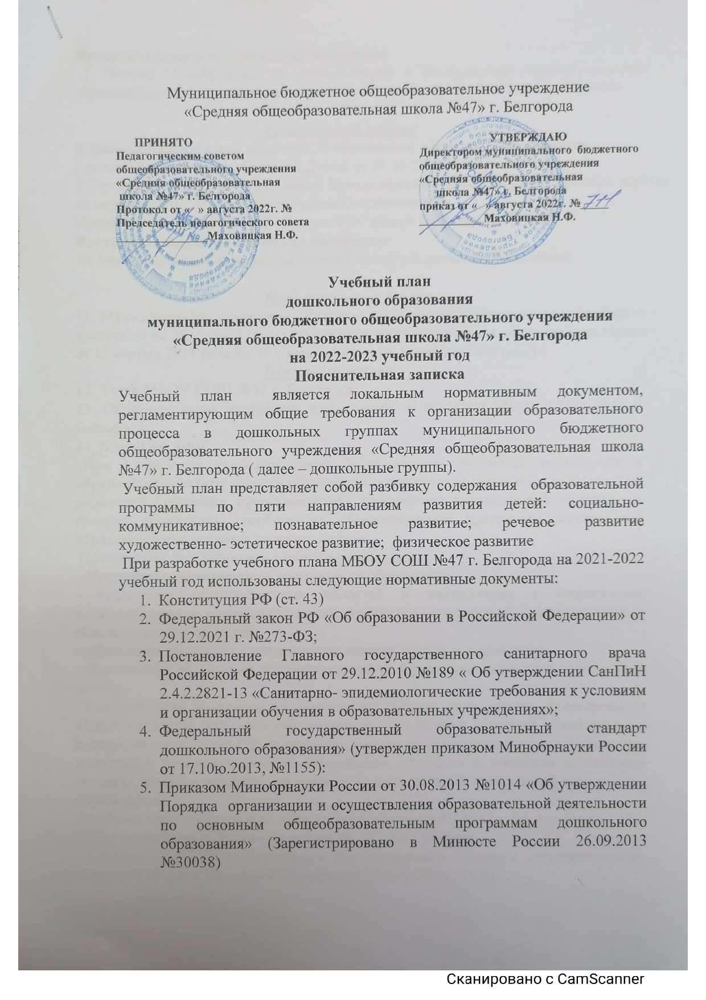 Муниципальное бюджетное общеобразовательное учреждение
«Средняя общеобразовательная школа №47» г. Белгорода
ПРИНЯТО
Педагогическим советом
общеобразовательного учреждения
«Средняя общеобразовательная
школа №47» г. Белгорода
Протокол от «   » августа 2022г. №
Председатель педагогического совета
________________Маховицкая Н.Ф.
УТВЕРЖДАЮ
Директором муниципального бюджетного
общеобразовательного учреждения
«Средняя общеобразовательная
школа №47» г. Белгорода
приказ от «   » августа 2022г. № 711
____________Маховицкая Н.Ф.
Учебный план
дошкольного образования
муниципального бюджетного общеобразовательного учреждения
«Средняя общеобразовательная школа №47» г. Белгорода
на 2022-2023 учебный год
Пояснительная записка
Учебный план является локальным нормативным документом,
регламентирующим общие требования к организации образовательного
процесса в дошкольных группах муниципального бюджетного
общеобразовательного учреждения «Средняя общеобразовательная школа
№47» г. Белгорода ( далее – дошкольные группы).
Учебный план представляет собой разбивку содержания образовательной
программы по пяти направлениям развития детей: социально-
коммуникативное; познавательное развитие; речевое развитие
художественно- эстетическое развитие; физическое развитие
При разработке учебного плана МБОУ СОШ №47 г. Белгорода на 2021-2022
учебный год использованы следующие нормативные документы:
1. Конституция РФ (ст. 43)
2. Федеральный закон РФ «Об образовании в Российской Федерации» от
29.12.2021 г. №273-ФЗ;
3. Постановление Главного государственного санитарного врача
Российской Федерации от 29.12.2010 №189 « Об утверждении СанПиН
2.4.2.2821-13 «Санитарно- эпидемиологические требования к условиям
и организации обучения в образовательных учреждениях»;
4. Федеральный государственный образовательный стандарт
дошкольного образования» (утвержден приказом Минобрнауки России
от 17.10ю.2013, №1155):
5. Приказом Минобрнауки России от 30.08.2013 №1014 «Об утверждении
Порядка организации и осуществления образовательной деятельности
по основным общеобразовательным программам дошкольного
образования» (Зарегистрировано в Минюсте России 26.09.2013
№30038)
Сканировано с CamScanner